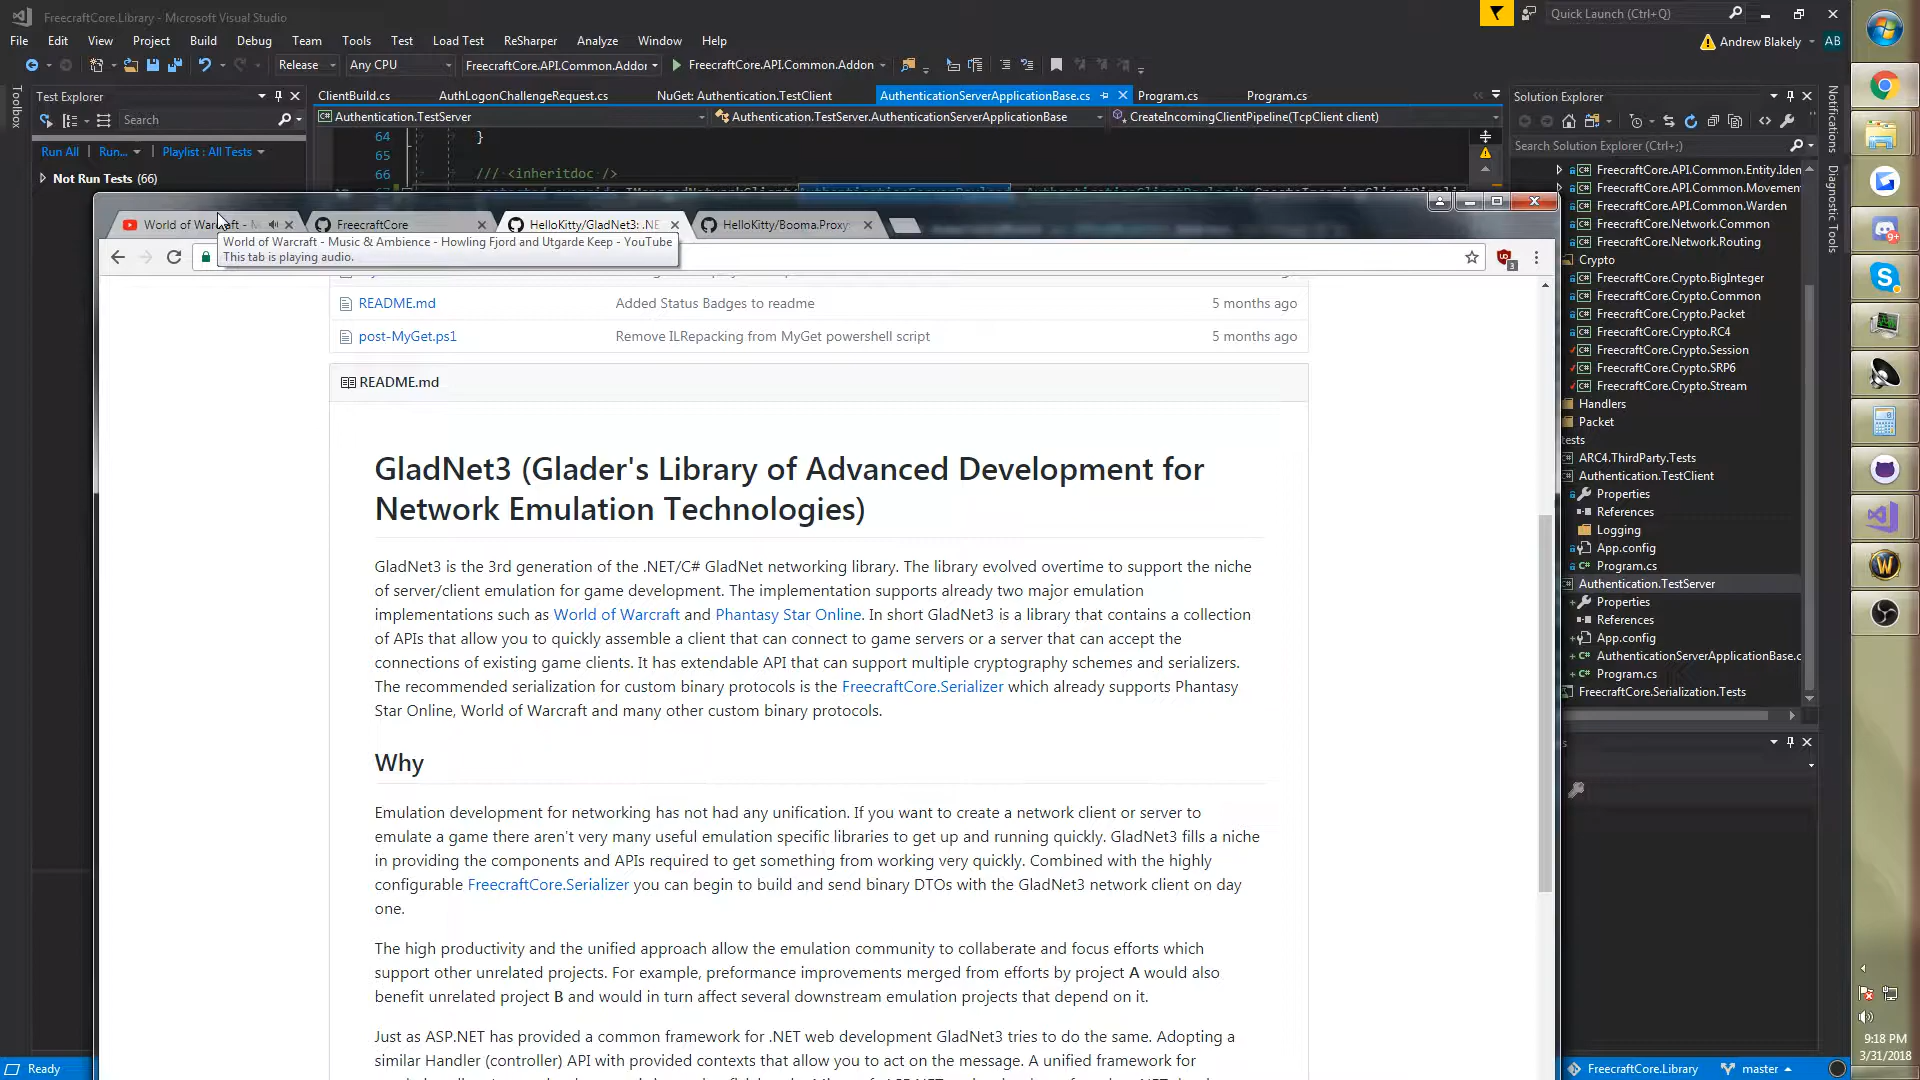 FreecraftCore.Library - Microsoft Visual Studio
Quick Launch (Ctrl+Q)
File Edit View Project Build Debug Team Tools Test Load Test ReSharper Analyze Window Help
Andrew Blakely AB
Release Any CPU FreecraftCore.API.Common.Addon FreecraftCore.API.Common.Addon
Toolbox
Test Explorer
Search
Run All Run... Playlist : All Tests
Not Run Tests (66)
ClientBuild.cs AuthLogonChallengeRequest.cs NuGet: Authentication.TestClient AuthenticationServerApplicationBase.cs Program.cs Program.cs
Authentication.TestServer Authentication.TestServer.AuthenticationServerApplicationBase CreateIncomingClientPipeline(TcpClient client)
64 }
65
66 /// <inheritdoc />
World of Warcraft - M FreecraftCore HelloKitty/GladNet3: .NE HelloKitty/Booma.Proxy
World of Warcraft - Music & Ambience - Howling Fjord and Utgarde Keep - YouTube
This tab is playing audio.
3
README.md Added Status Badges to readme 5 months ago
post-MyGet.ps1 Remove ILRepacking from MyGet powershell script 5 months ago
README.md
GladNet3 (Glader's Library of Advanced Development for
Network Emulation Technologies)
GladNet3 is the 3rd generation of the .NET/C# GladNet networking library. The library evolved overtime to support the niche
of server/client emulation for game development. The implementation supports already two major emulation
implementations such as World of Warcraft and Phantasy Star Online. In short GladNet3 is a library that contains a collection
of APIs that allow you to quickly assemble a client that can connect to game servers or a server that can accept the
connections of existing game clients. It has extendable API that can support multiple cryptography schemes and serializers.
The recommended serialization for custom binary protocols is the FreecraftCore.Serializer which already supports Phantasy
Star Online, World of Warcraft and many other custom binary protocols.
Why
Emulation development for networking has not had any unification. If you want to create a network client or server to
emulate a game there aren't very many useful emulation specific libraries to get up and running quickly. GladNet3 fills a niche
in providing the components and APIs required to get something from working very quickly. Combined with the highly
configurable FreecraftCore.Serializer you can begin to build and send binary DTOs with the GladNet3 network client on day
one.
The high productivity and the unified approach allow the emulation community to collaberate and focus efforts which
support other unrelated projects. For example, preformance improvements merged from efforts by project A would also
benefit unrelated project B and would in turn affect several downstream emulation projects that depend on it.
Just as ASP.NET has provided a common framework for .NET web development GladNet3 tries to do the same. Adopting a
similar Handler (controller) API with provided contexts that allow you to act on the message. A unified framework for
Solution Explorer
Search Solution Explorer (Ctrl+;)
FreecraftCore.API.Common.Entity.Iden
FreecraftCore.API.Common.Movemen
FreecraftCore.API.Common.Warden
FreecraftCore.Network.Common
FreecraftCore.Network.Routing
Crypto
FreecraftCore.Crypto.BigInteger
FreecraftCore.Crypto.Common
FreecraftCore.Crypto.Packet
FreecraftCore.Crypto.RC4
FreecraftCore.Crypto.Session
FreecraftCore.Crypto.SRP6
FreecraftCore.Crypto.Stream
Handlers
Packet
tests
ARC4.ThirdParty.Tests
Authentication.TestClient
Properties
References
Logging
App.config
Program.cs
Authentication.TestServer
Properties
References
App.config
AuthenticationServerApplicationBase.c
Program.cs
FreecraftCore.Serialization.Tests
Notifications
Diagnostic Tools
9+
9:18 PM
3/31/2018
Ready
FreecraftCore.Library master